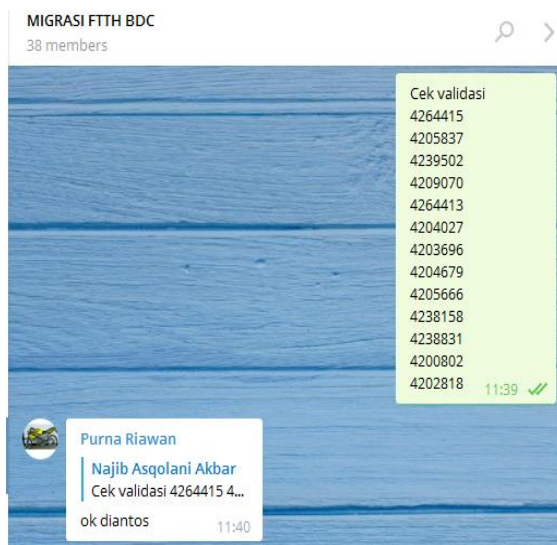 MIGRASI FTTH BDC
38 members
Cek validasi
4264415
4205837
4239502
4209070
4264413
4204027
4203696
4204679
4205666
4238158
4238831
4200802
4202818
11:39
Purna Riawan
Najib Asqolani Akbar
Cek validasi 4264415 4...
ok diantos
11:40